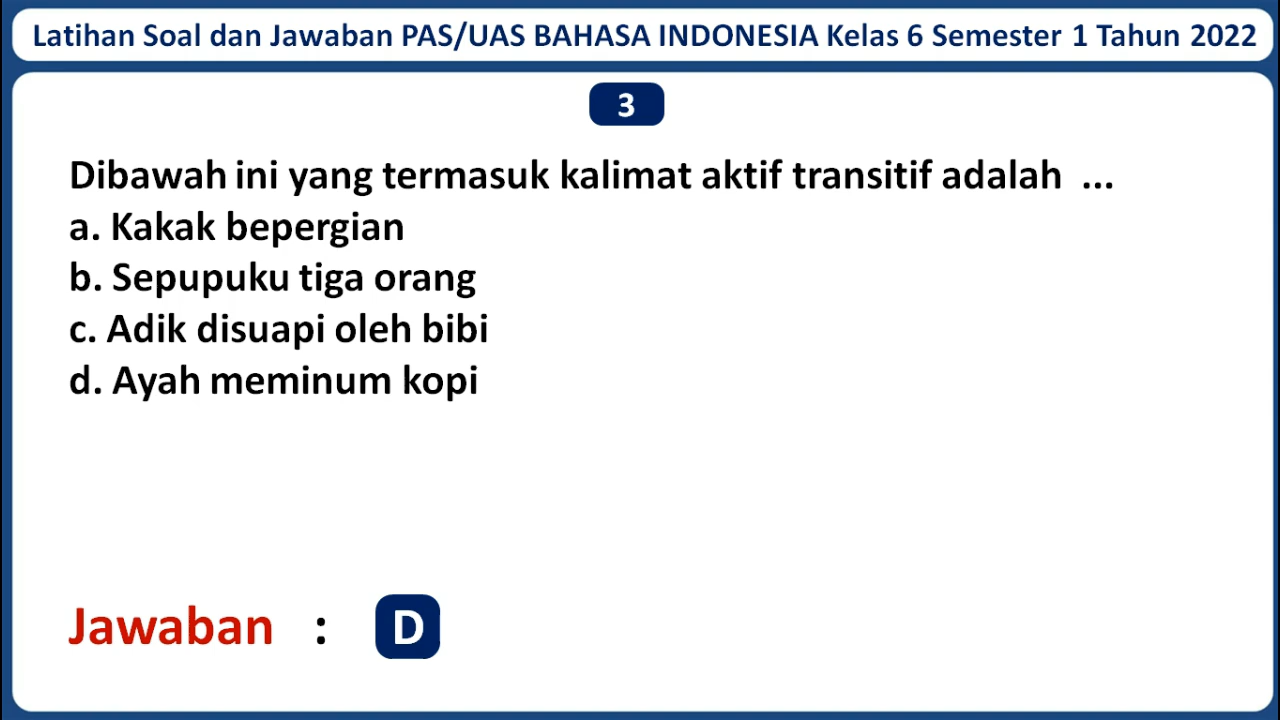 Latihan Soal dan Jawaban PAS/UAS BAHASA INDONESIA Kelas 6 Semester 1 Tahun 2022
3
Dibawah ini yang termasuk kalimat aktif transitif adalah ...
a. Kakak bepergian
b. Sepupuku tiga orang
c. Adik disuapi oleh bibi
d. Ayah meminum kopi
Jawaban : D